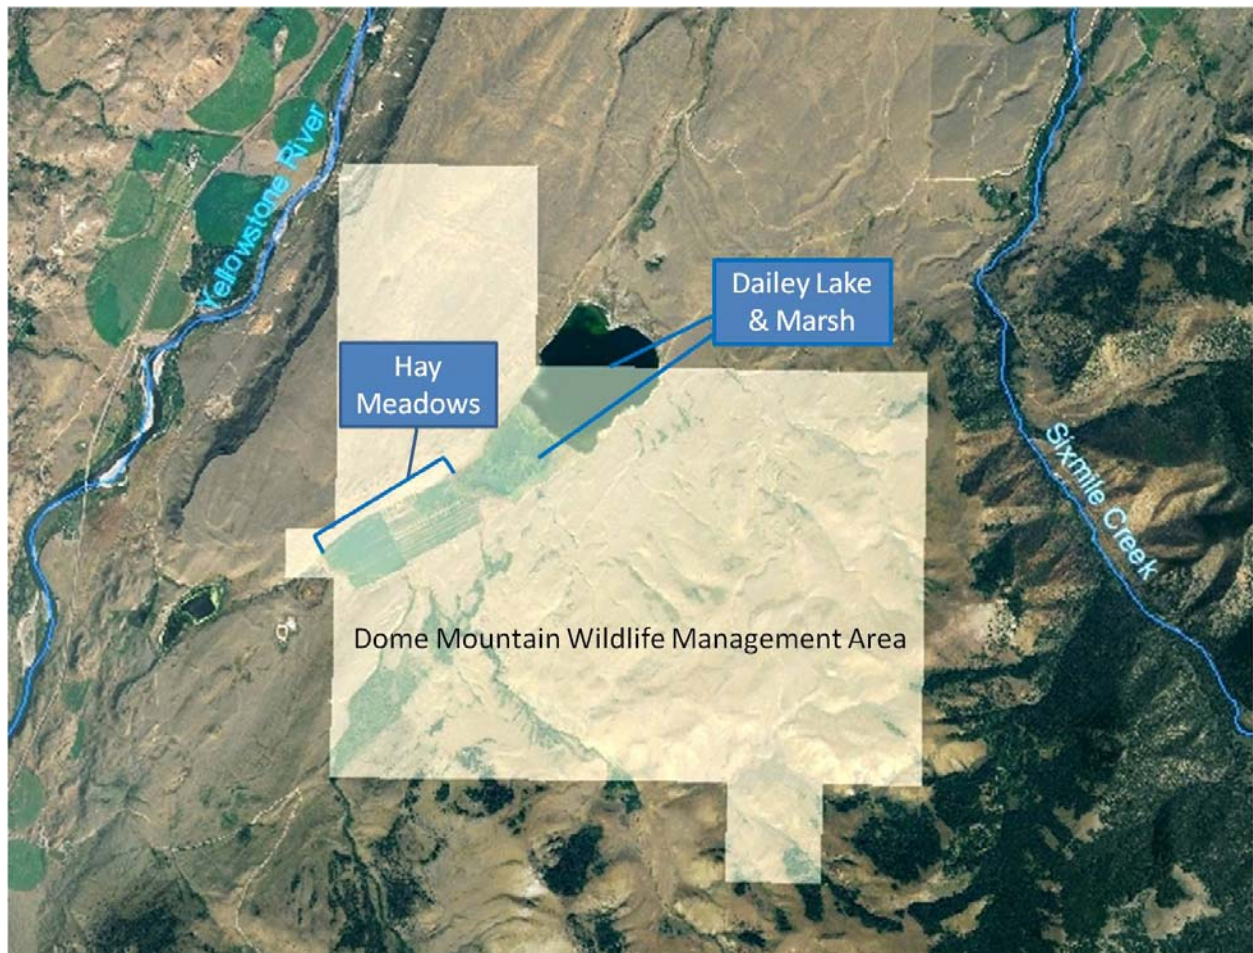 Yellowstone River
Dailey Lake
& Marsh
Hay
Meadows
Sixmile Creek
Dome Mountain Wildlife Management Area